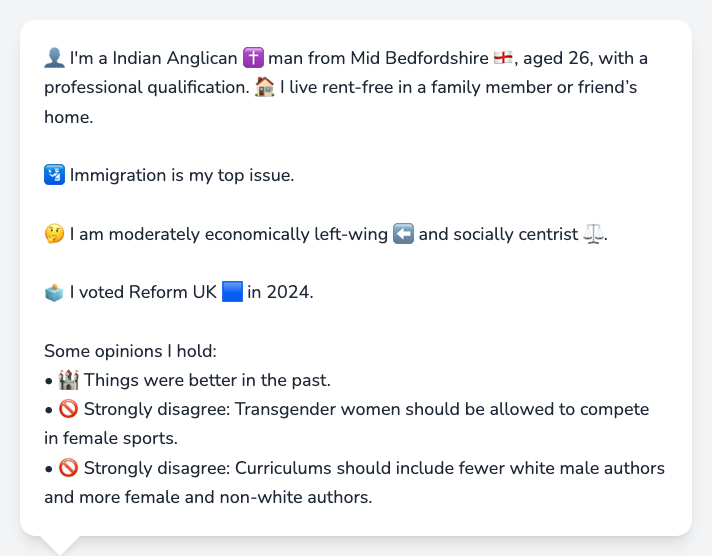 👤 I'm a Indian Anglican ✝️ man from Mid Bedfordshire 🏴󠁧󠁢󠁥󠁮󠁧󠁿, aged 26, with a
professional qualification. 🏠 I live rent-free in a family member or friend’s
home.
🛂 Immigration is my top issue.
🤔 I am moderately economically left-wing ⬅️ and socially centrist ⚖️.
🗳️ I voted Reform UK 🟦 in 2024.
Some opinions I hold:
• 🏰 Things were better in the past.
• 🚫 Strongly disagree: Transgender women should be allowed to compete
in female sports.
• 🚫 Strongly disagree: Curriculums should include fewer white male authors
and more female and non-white authors.